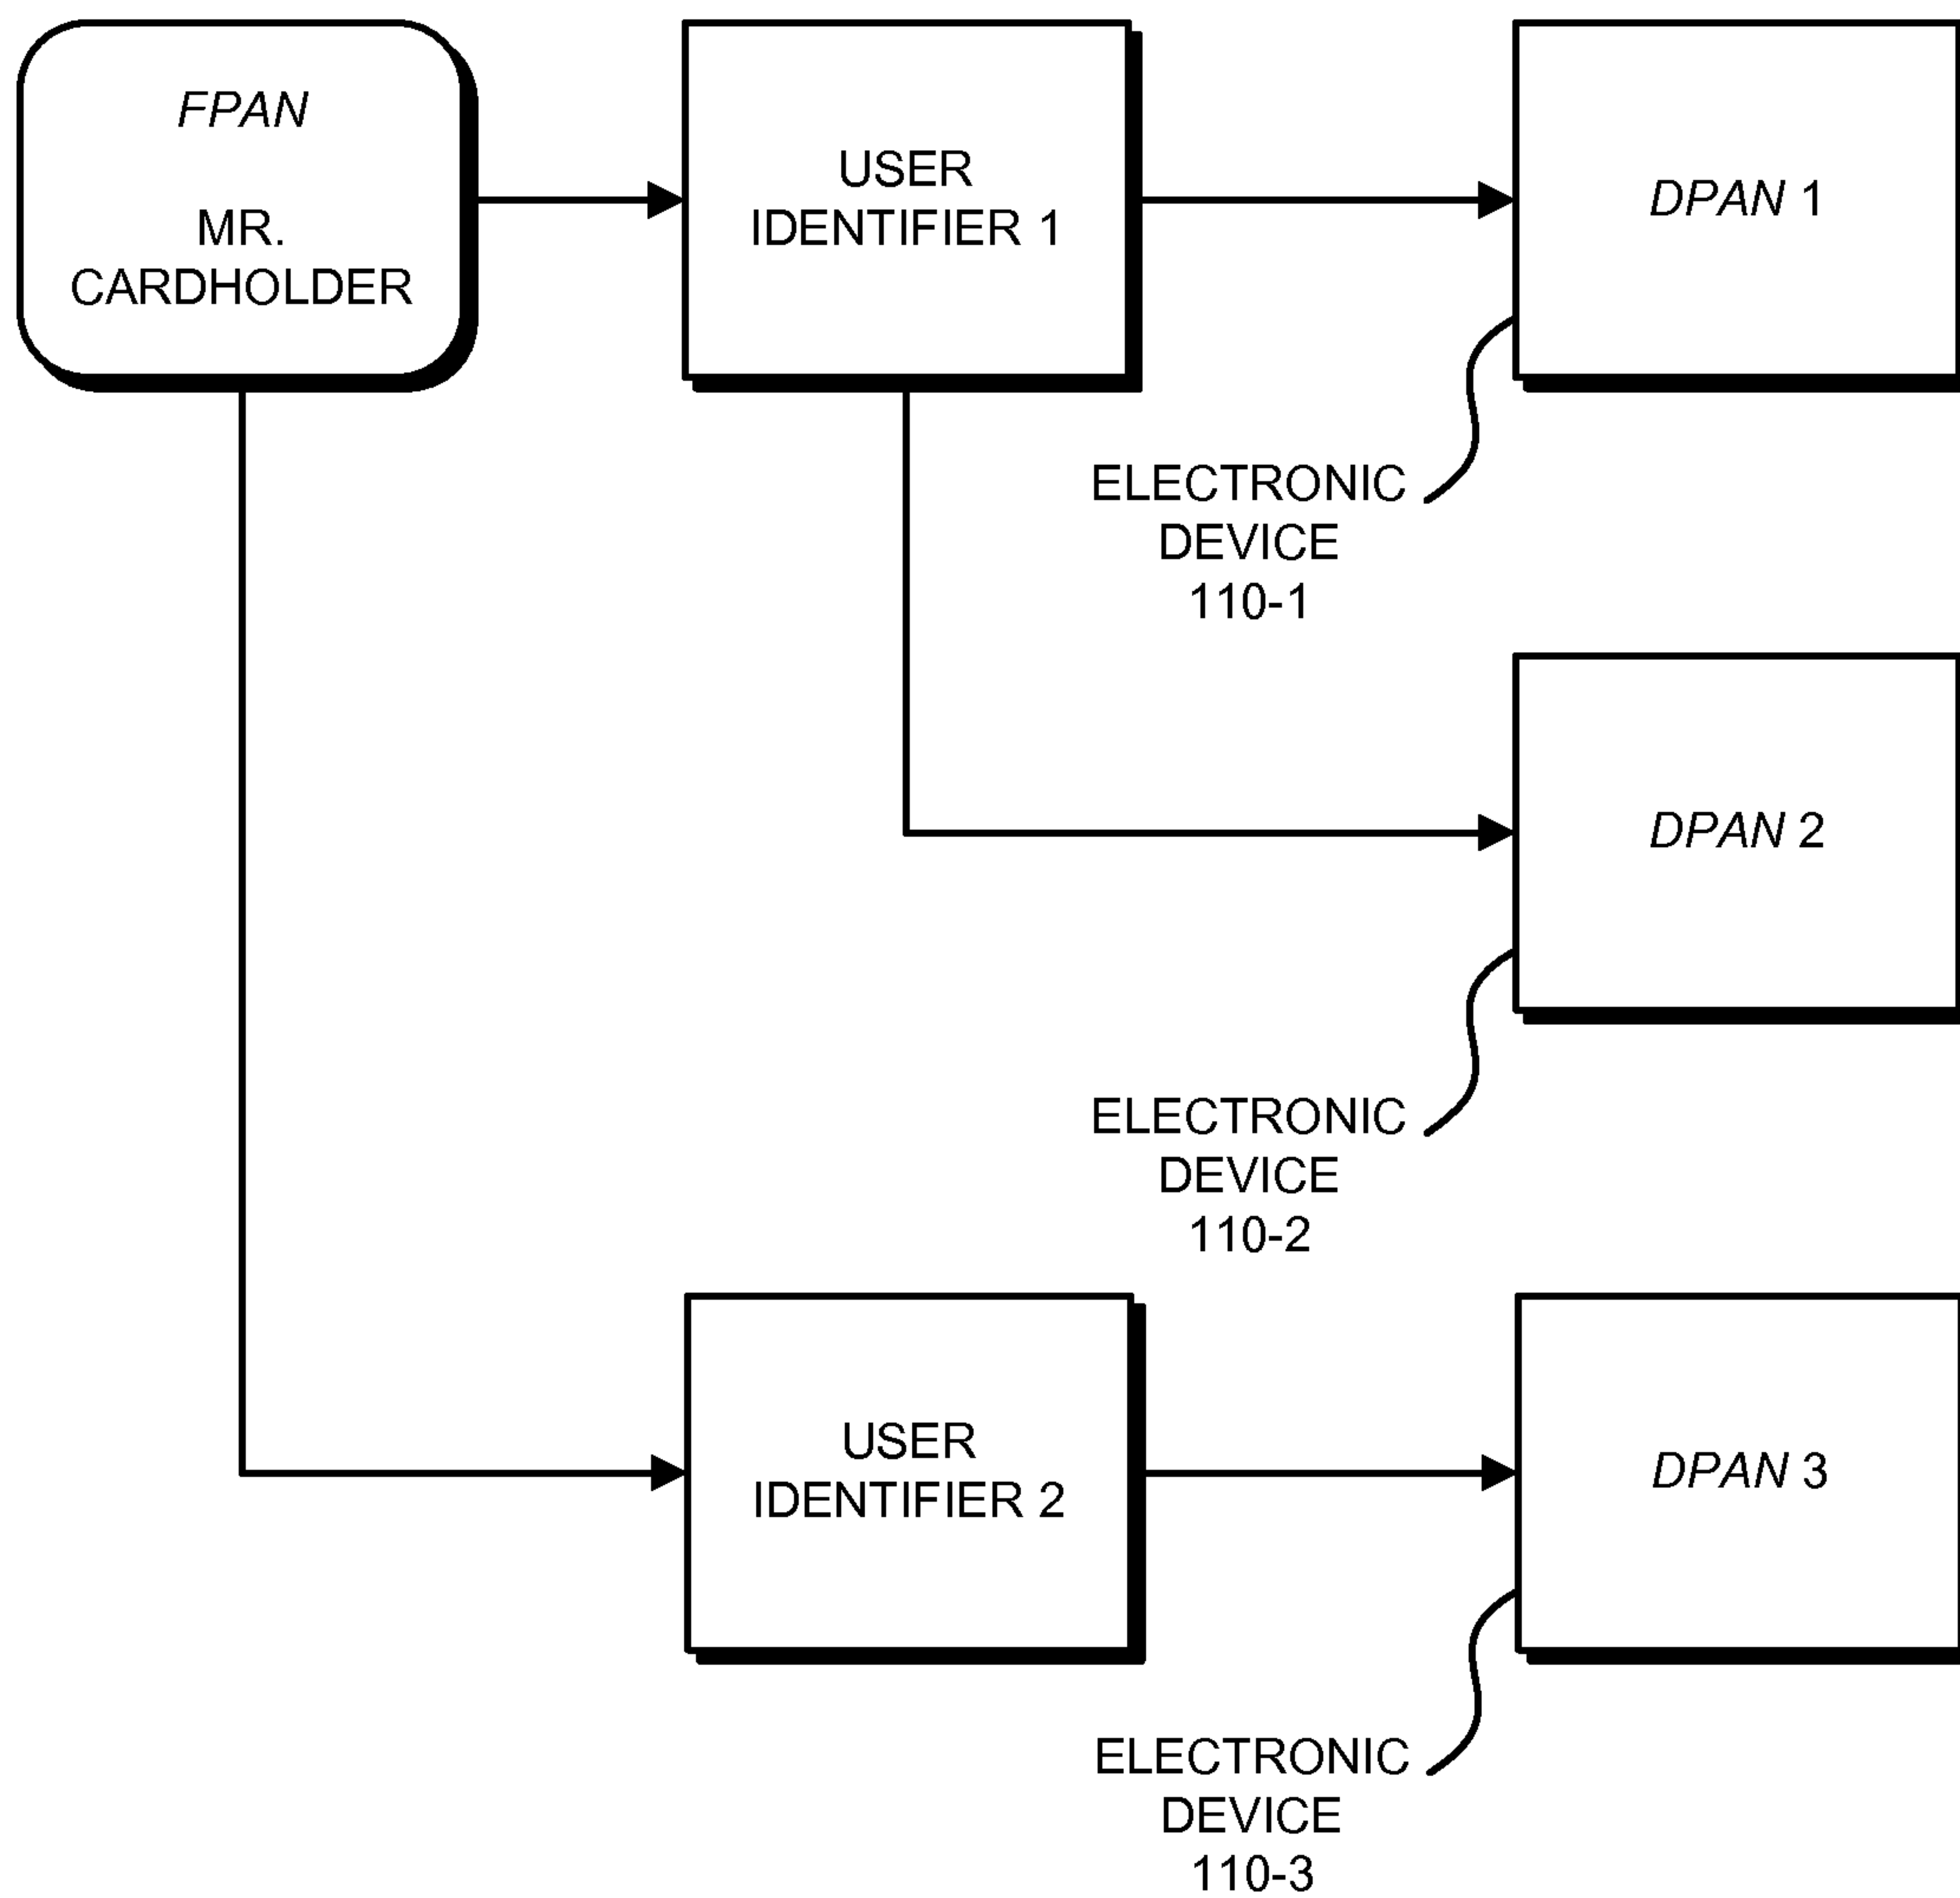 FPAN
MR.
CARDHOLDER
USER
IDENTIFIER 1
DPAN 1
ELECTRONIC
DEVICE
110-1
DPAN 2
ELECTRONIC
DEVICE
110-2
USER
IDENTIFIER 2
DPAN 3
ELECTRONIC
DEVICE
110-3